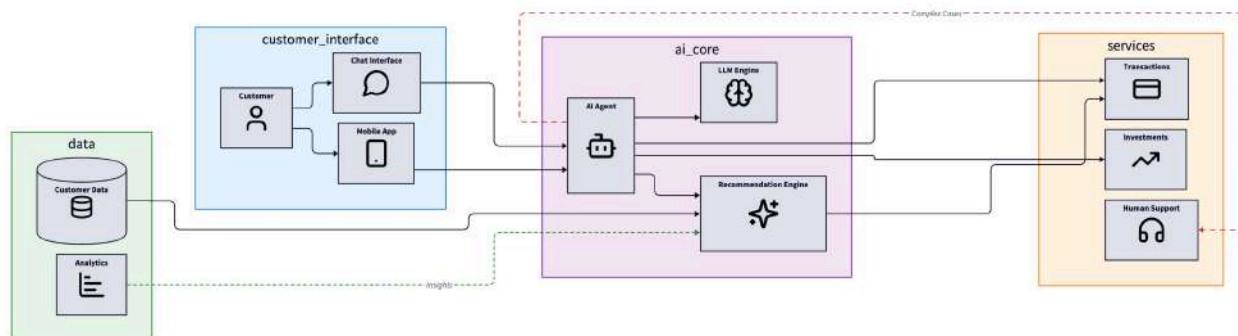 Complex Cases
customer_interface
ai_core
services
Chat Interface
LLM Engine
Transactions
Customer
AI Agent
Mobile App
Investments
data
Customer Data
Recommendation Engine
Human Support
Analytics
Insights